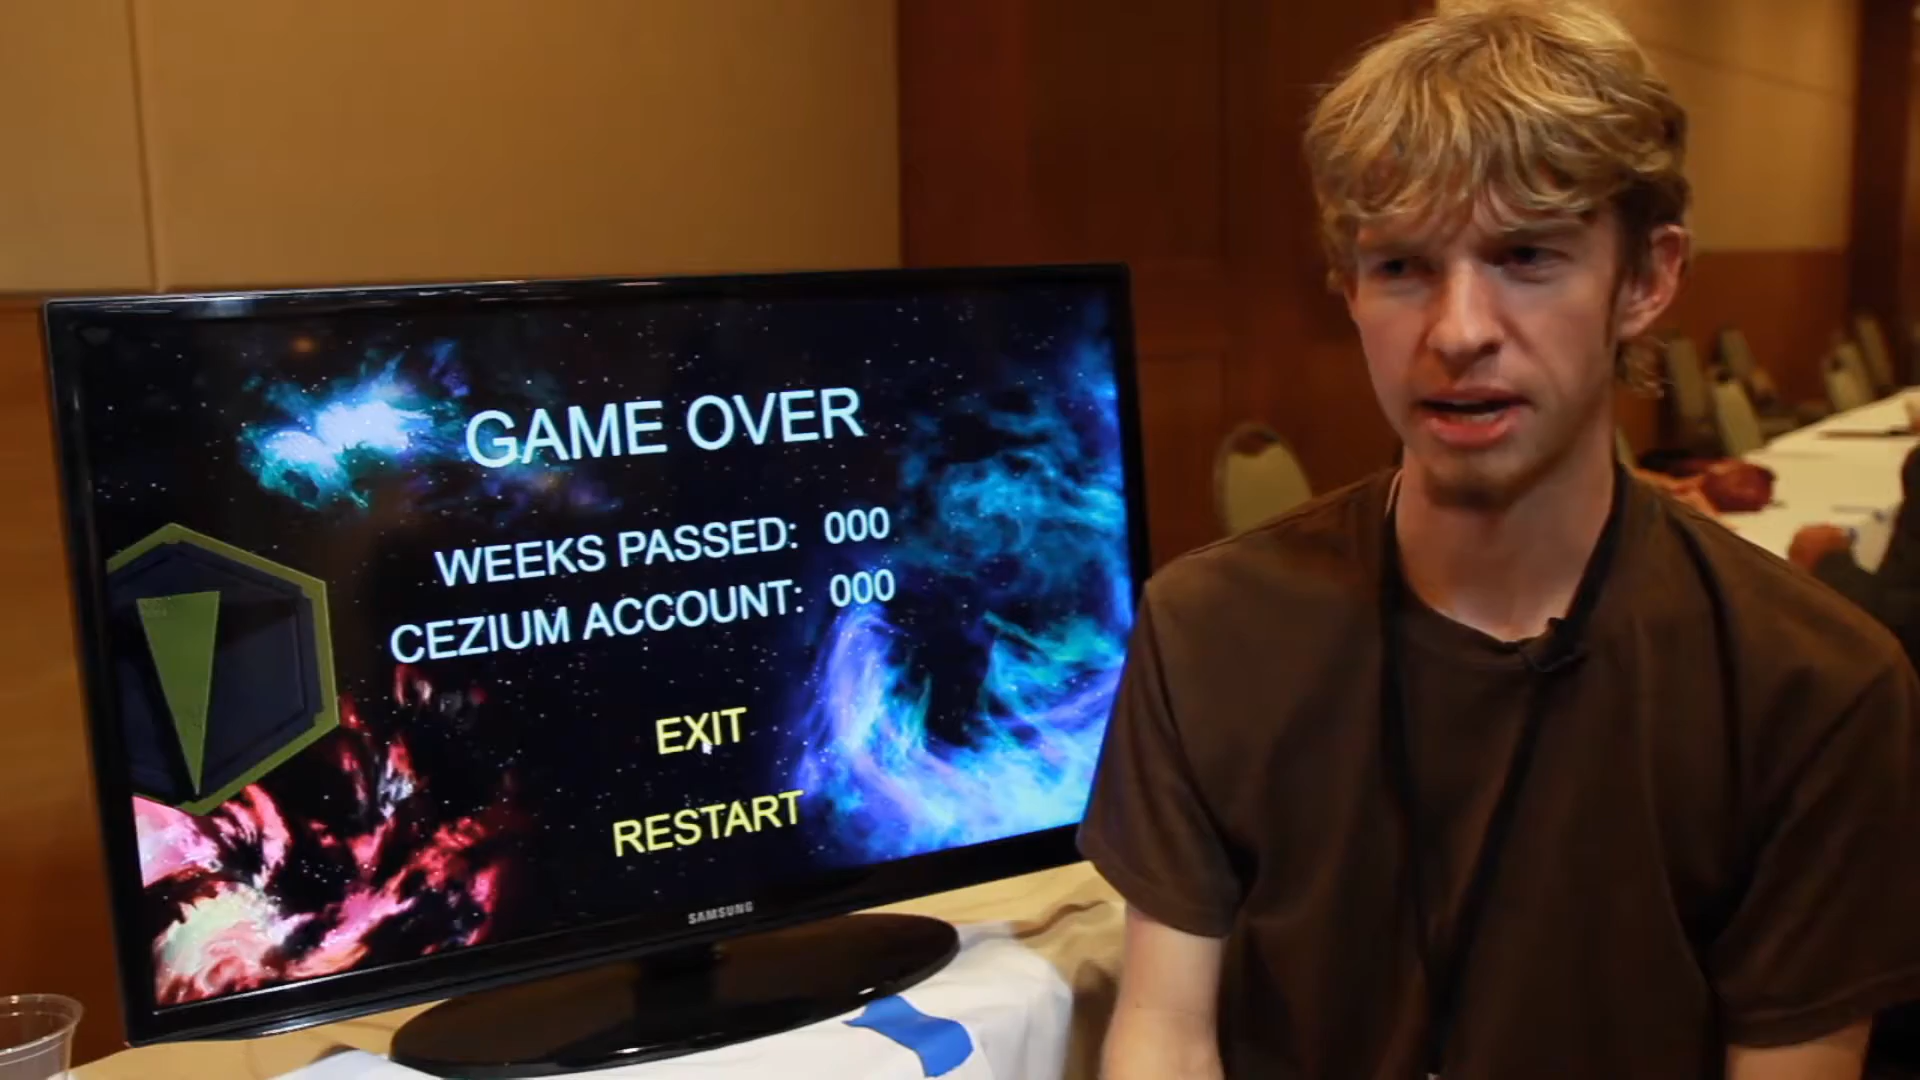 GAME OVER
WEEKS PASSED: 000
CEZIUM ACCOUNT: 000
EXIT
RESTART
SAMSUNG